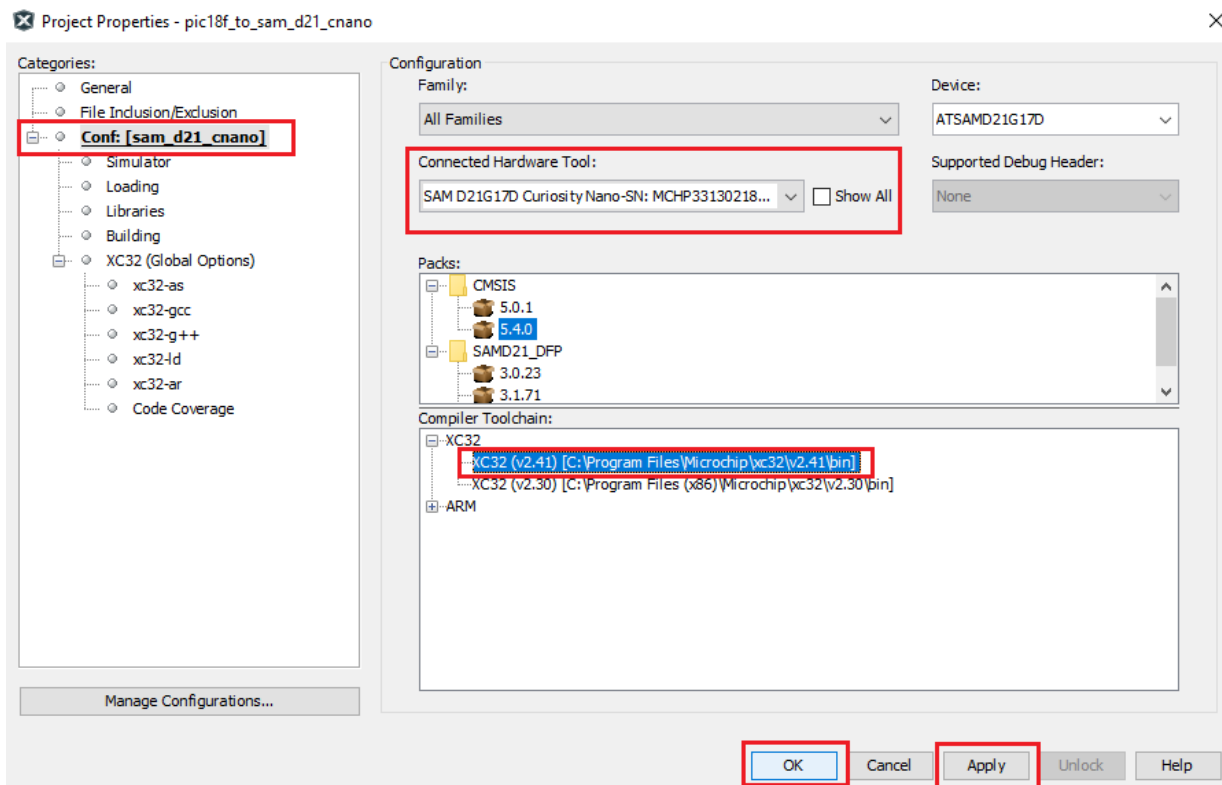 Project Properties - pic18f_to_sam_d21_cnano
Categories:
General
File Inclusion/Exclusion
Conf: [sam_d21_cnano]
Simulator
Loading
Libraries
Building
XC32 (Global Options)
xc32-as
xc32-gcc
xc32-g++
xc32-ld
xc32-ar
Code Coverage
Manage Configurations...
Configuration
Family:
All Families
Device:
ATSAMD21G17D
Connected Hardware Tool:
SAM D21G17D Curiosity Nano-SN: MCHP33130218...
Show All
Supported Debug Header:
None
Packs:
CMSIS
5.0.1
5.4.0
SAMD21_DFP
3.0.23
3.1.71
Compiler Toolchain:
XC32
XC32 (v2.41) [C:\Program Files\Microchip\xc32\v2.41\bin]
XC32 (v2.30) [C:\Program Files (x86)\Microchip\xc32\v2.30\bin]
ARM
OK
Cancel
Apply
Unlock
Help